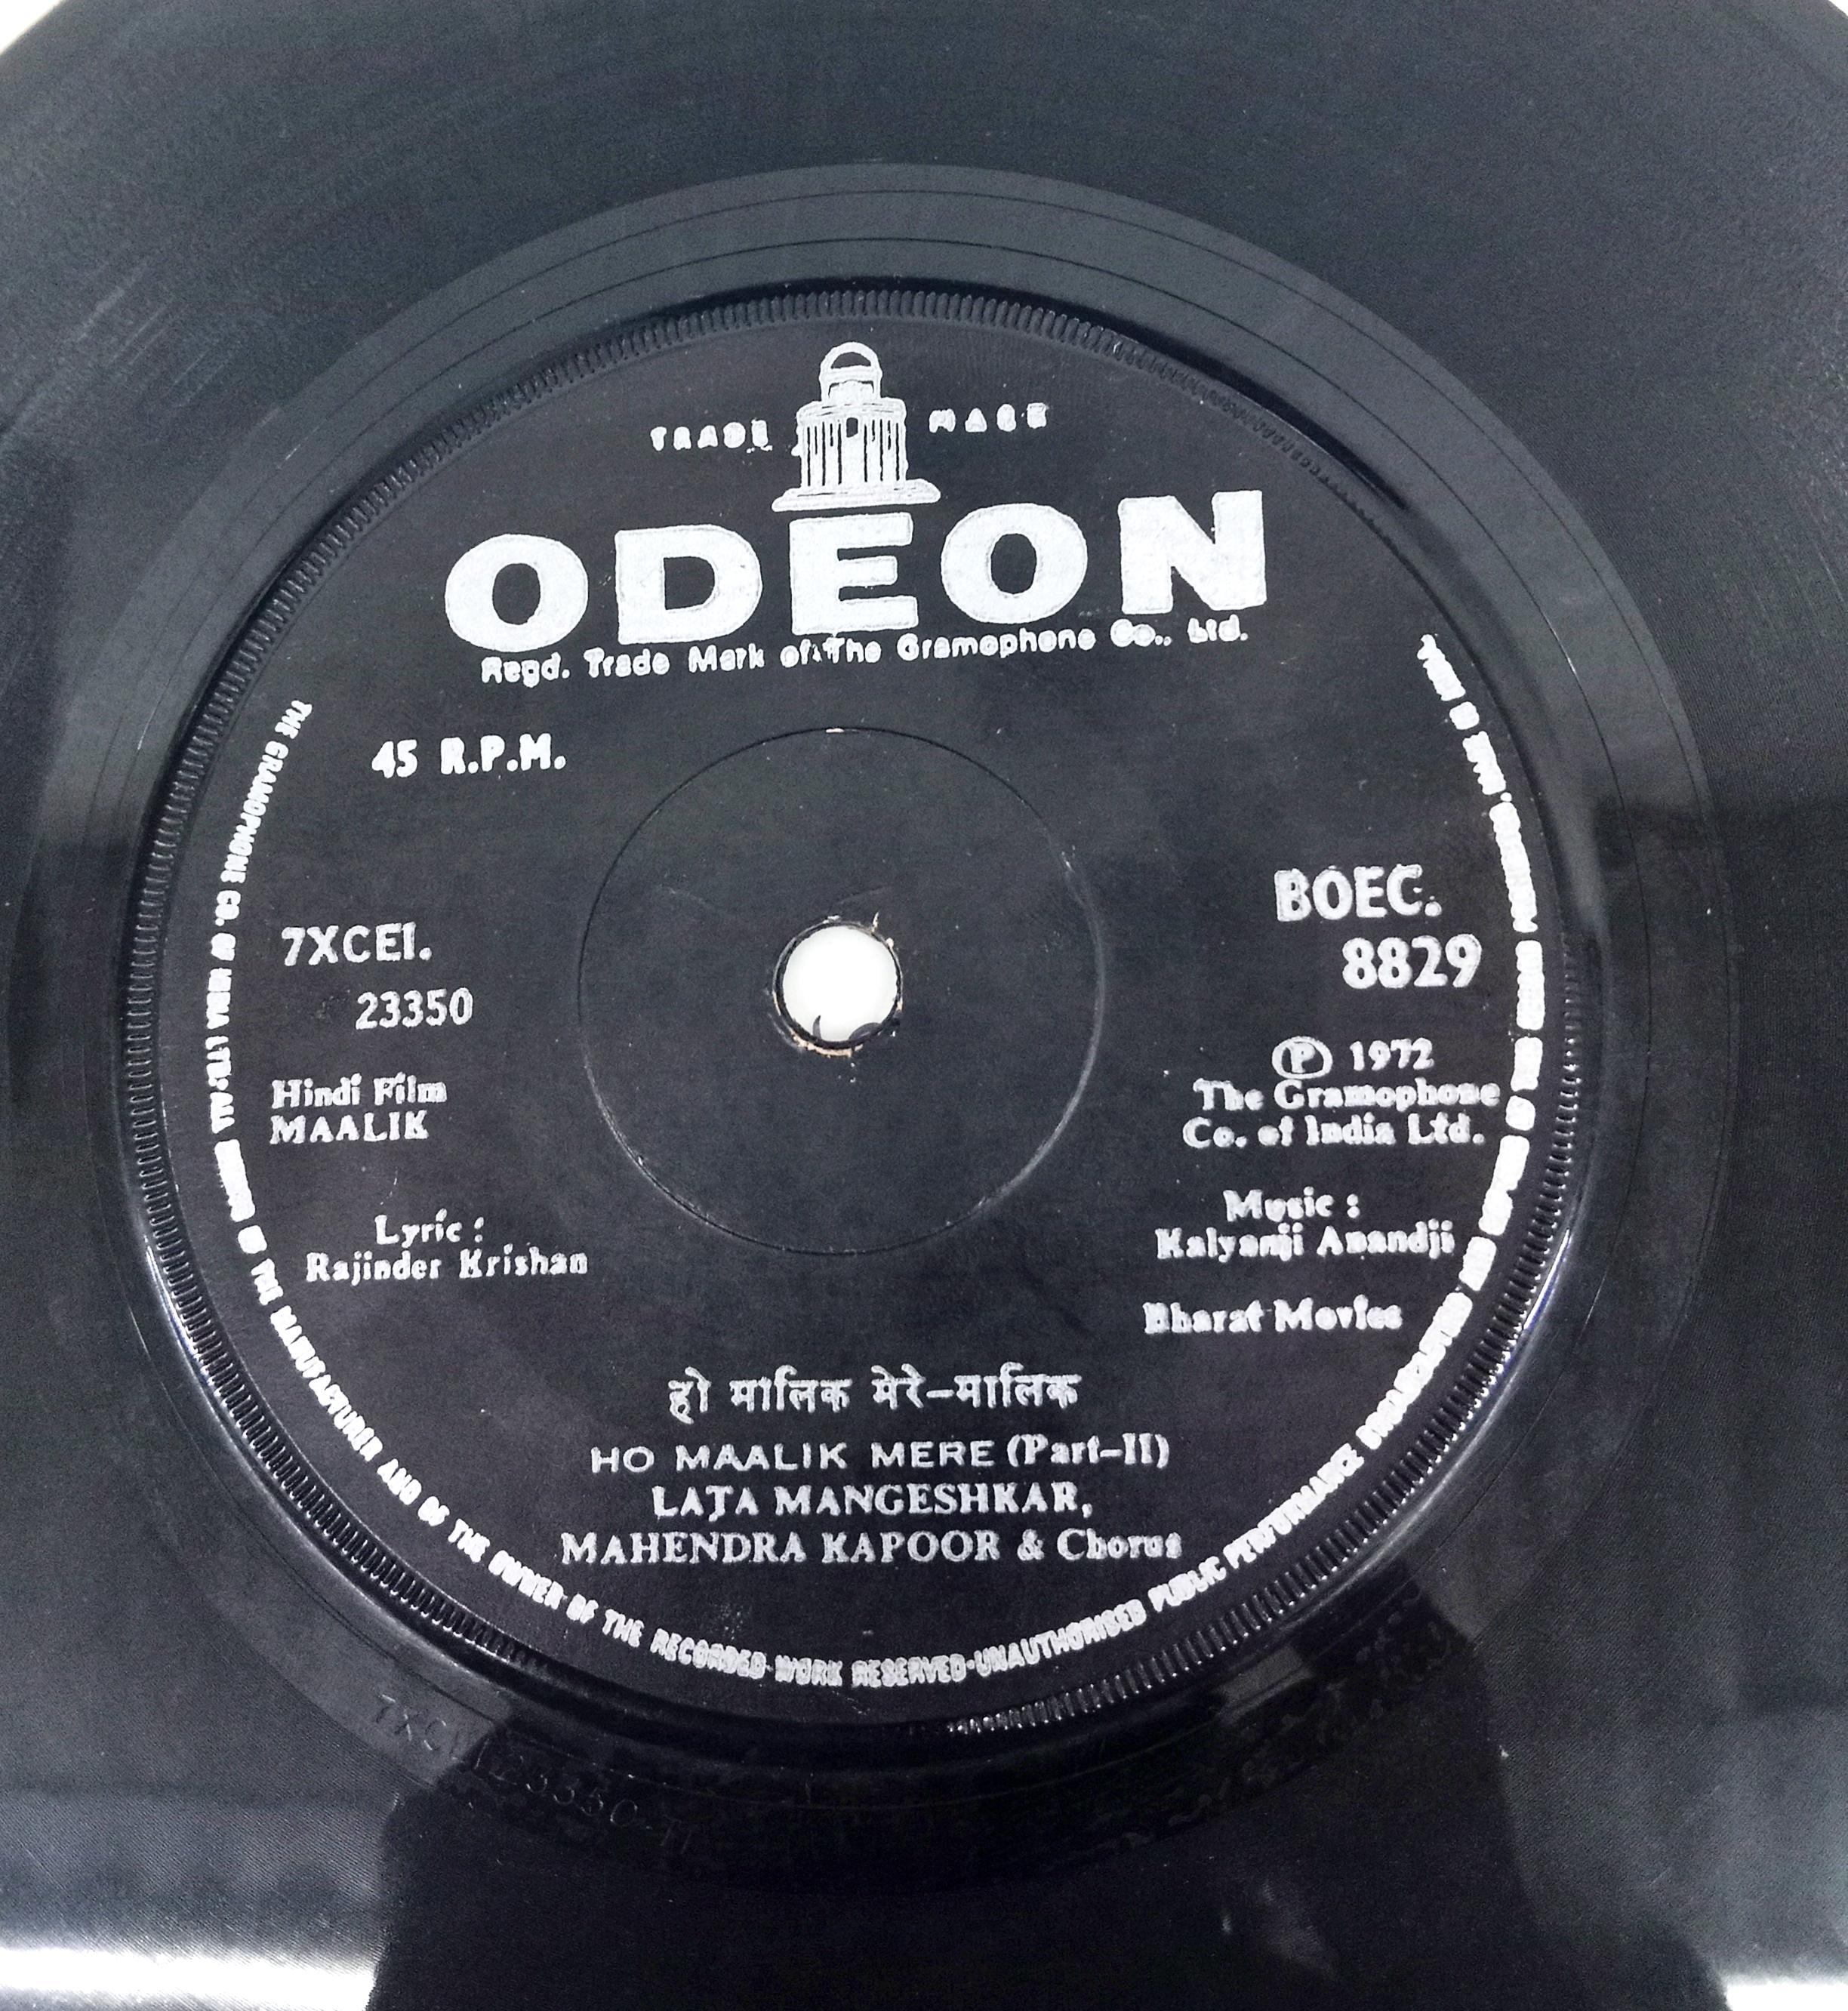 TRADE MARK
ODEON
Regd. Trade Mark of The Gramophone Co., Ltd.
45 R.P.M.
7XCEI.
23350
Hindi Film
MAALIK
Lyric :
Rajinder Krishan
BOEC.
8829
Ⓟ 1972
The Gramophone
Co. of India Ltd.
Music :
Kalyanji Anandji
Bharat Movies
हो मालिक मेरे-मालिक
HO MAALIK MERE (Part-II)
LATA MANGESHKAR,
MAHENDRA KAPOOR & Chorus
THE GRAMOPHONE CO. OF INDIA LTD. ALL RIGHTS OF THE MANUFACTURER AND OF THE OWNER OF THE RECORDED WORK RESERVED·UNAUTHORISED PUBLIC PERFORMANCE BROADCASTING AND